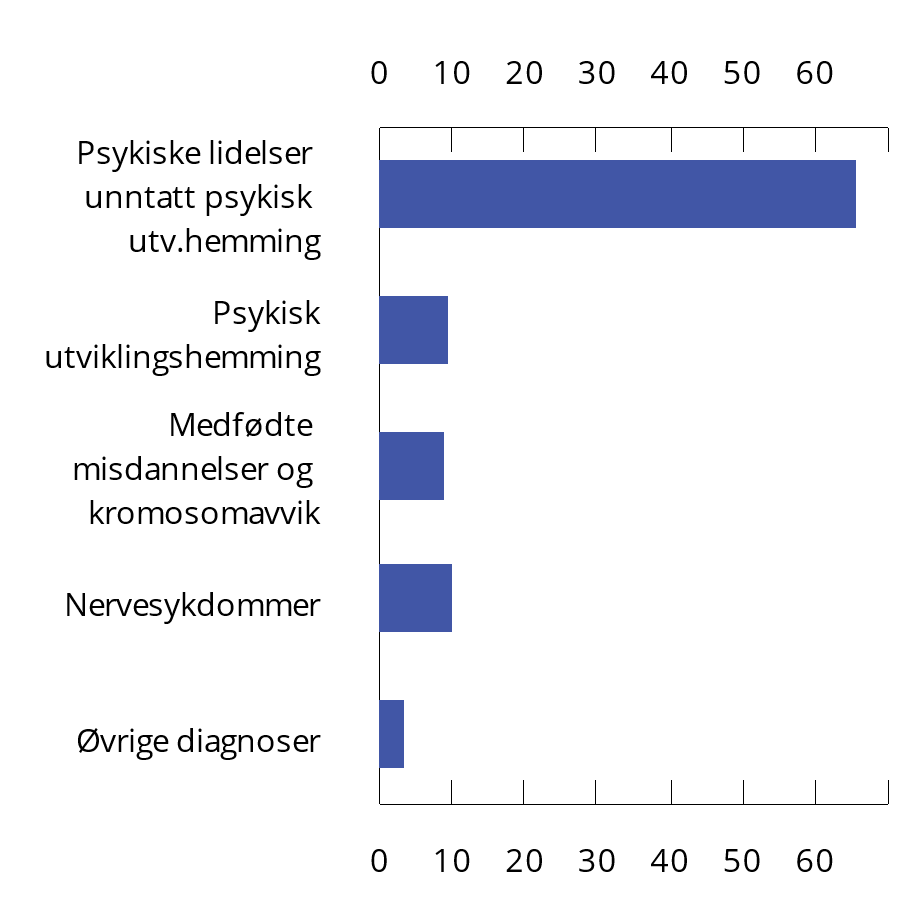 0 10 20 30 40 50 60
Psykiske lidelser
unntatt psykisk
utv.hemming
Psykisk
utviklingshemming
Medfødte
misdannelser og
kromosomavvik
Nervesykdommer
Øvrige diagnoser
0 10 20 30 40 50 60